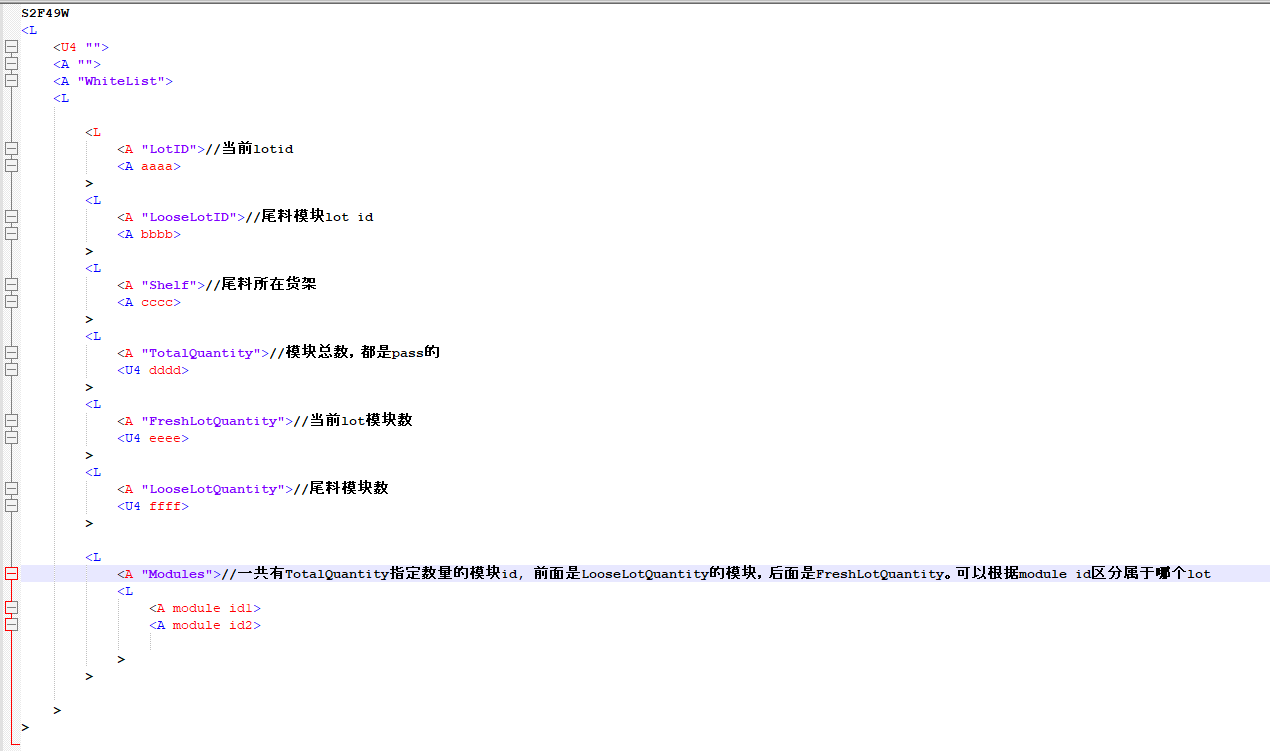 S2F49W
<L
<U4 "">
<A "">
<A "WhiteList">
<L
<L
<A "LotID">//当前lotid
<A aaaa>
>
<L
<A "LooseLotID">//尾料模块lot id
<A bbbb>
>
<L
<A "Shelf">//尾料所在货架
<A cccc>
>
<L
<A "TotalQuantity">//模块总数，都是pass的
<U4 dddd>
>
<L
<A "FreshLotQuantity">//当前lot模块数
<U4 eeee>
>
<L
<A "LooseLotQuantity">//尾料模块数
<U4 ffff>
>
<L
<A "Modules">//一共有TotalQuantity指定数量的模块id, 前面是LooseLotQuantity的模块，后面是FreshLotQuantity。可以根据module id区分属于哪个lot
<L
<A module id1>
<A module id2>
>
>
>
>